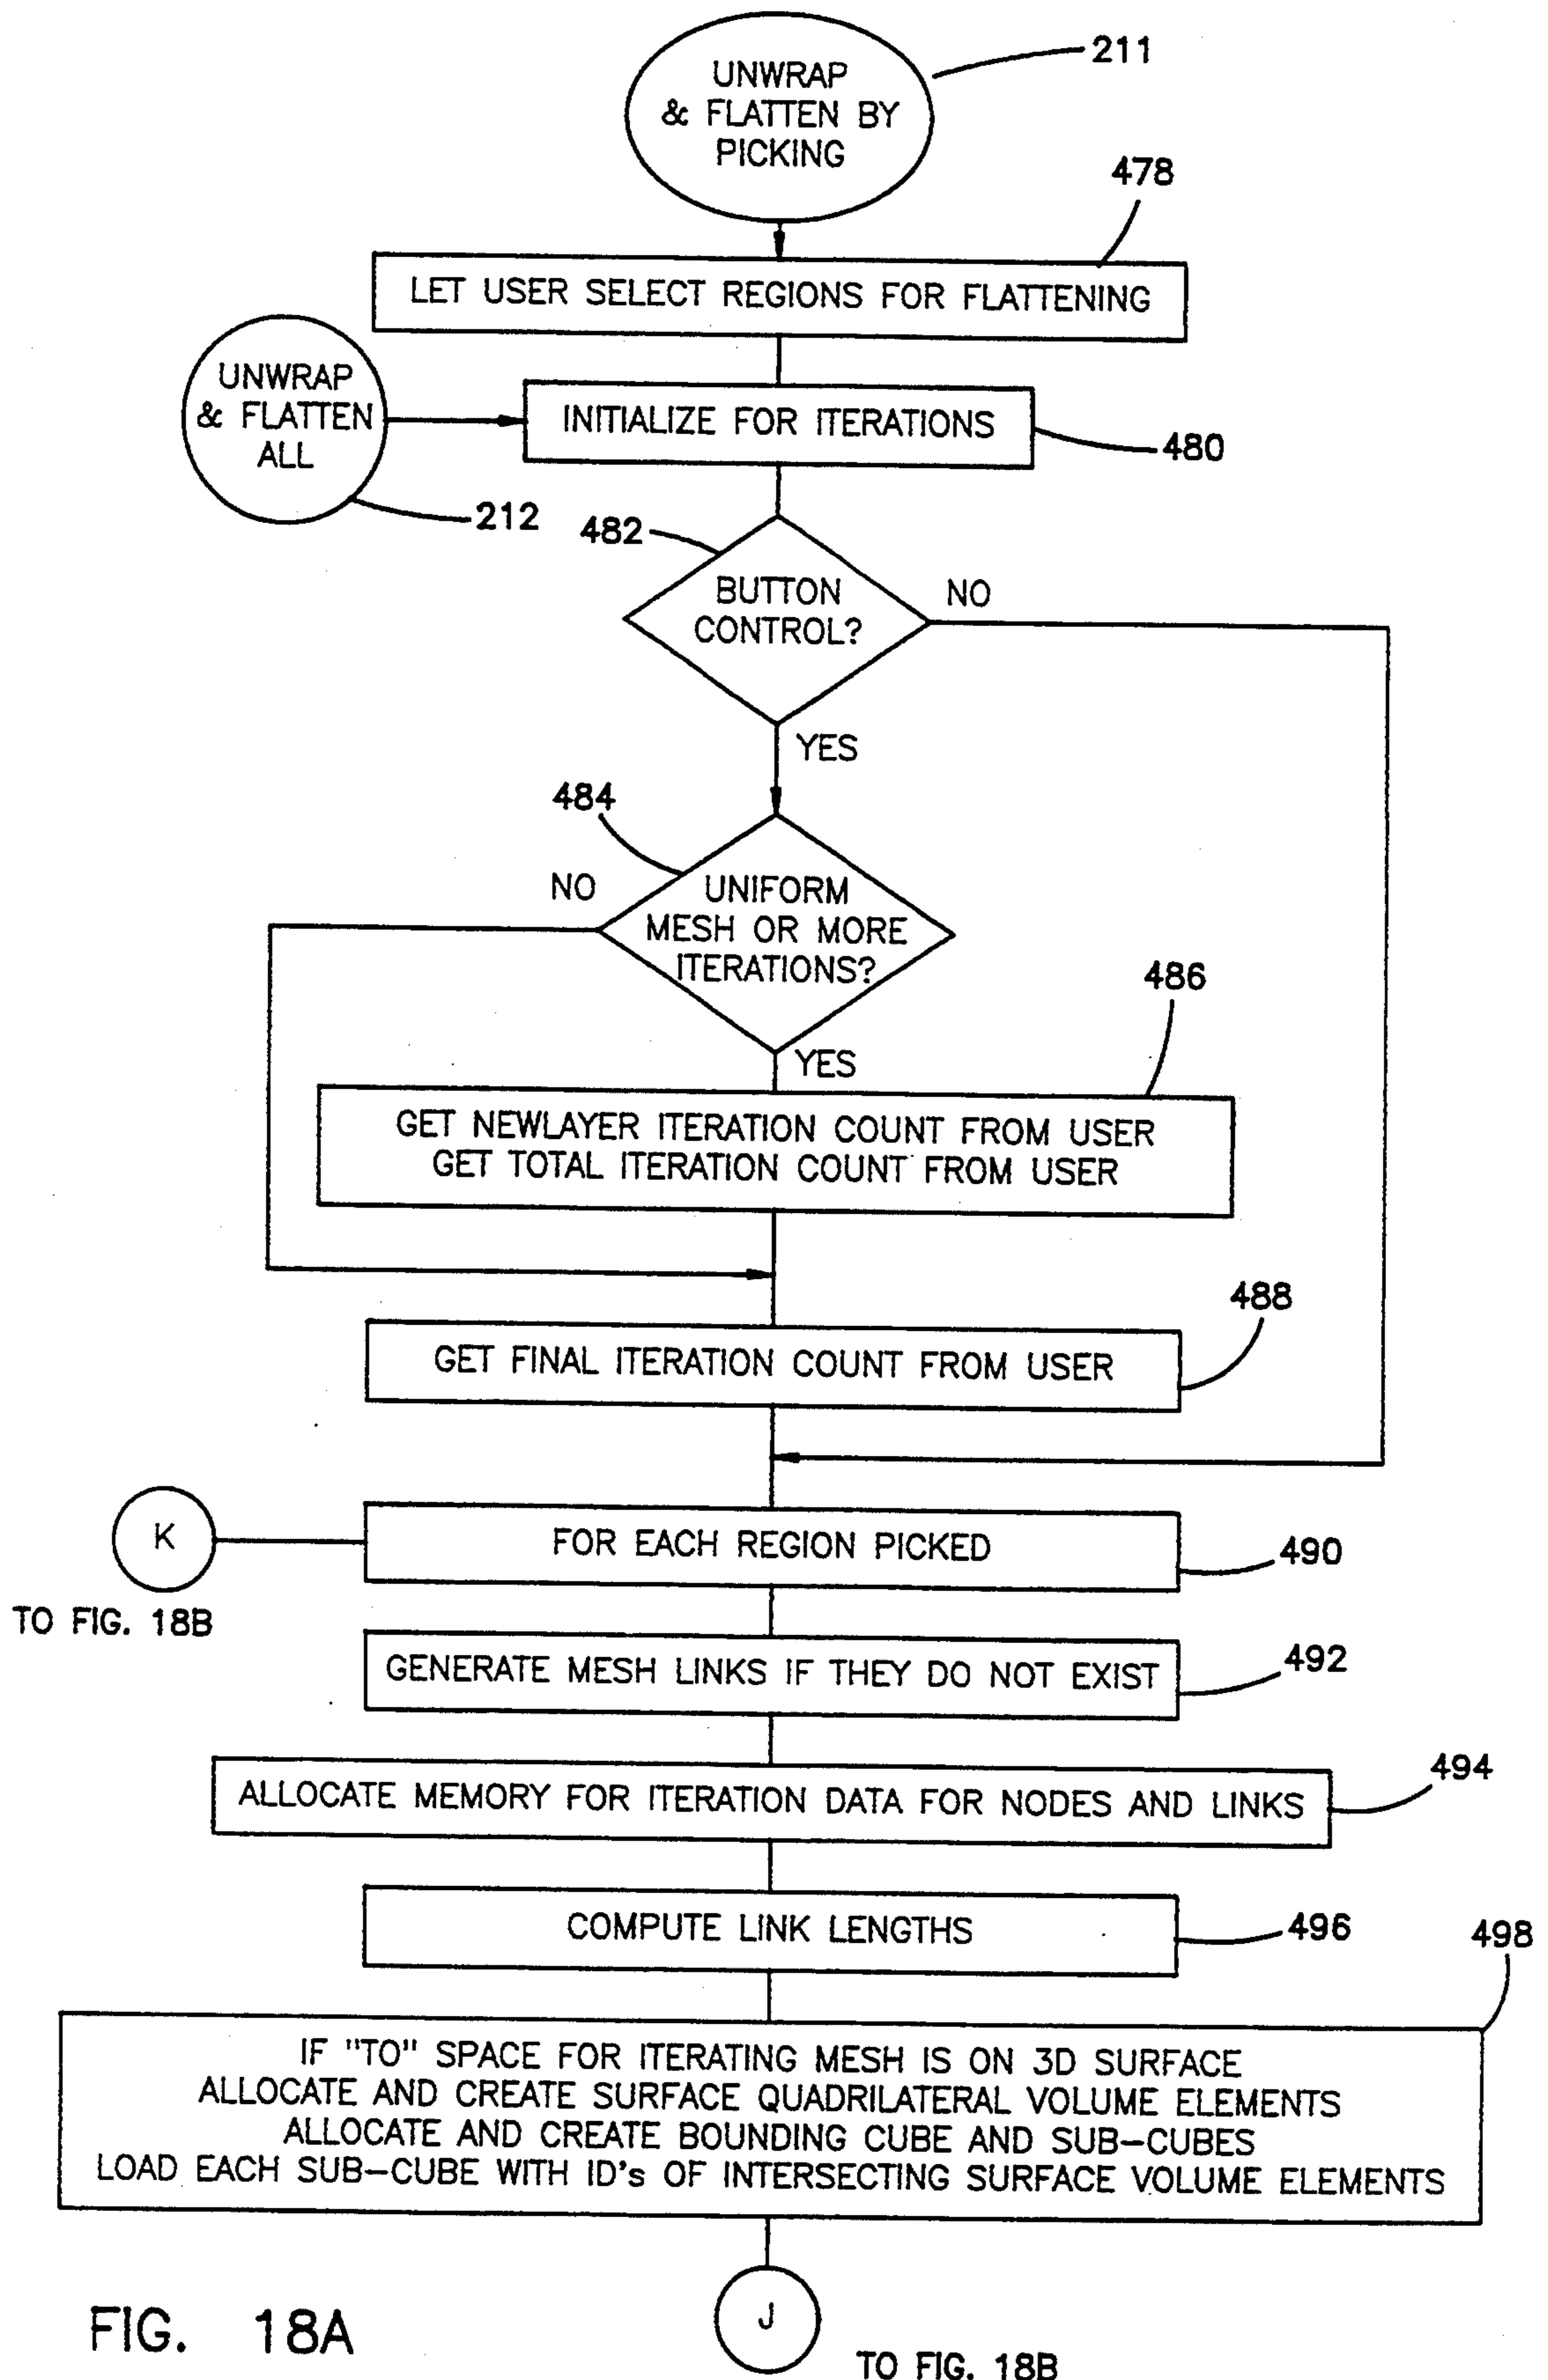 UNWRAP
& FLATTEN BY
PICKING
211
478
LET USER SELECT REGIONS FOR FLATTENING
UNWRAP
& FLATTEN
ALL
212
INITIALIZE FOR ITERATIONS
480
482
BUTTON
CONTROL?
NO
YES
484
NO
UNIFORM
MESH OR MORE
ITERATIONS?
YES
486
GET NEWLAYER ITERATION COUNT FROM USER
GET TOTAL ITERATION COUNT FROM USER
488
GET FINAL ITERATION COUNT FROM USER
K
TO FIG. 18B
FOR EACH REGION PICKED
490
GENERATE MESH LINKS IF THEY DO NOT EXIST
492
ALLOCATE MEMORY FOR ITERATION DATA FOR NODES AND LINKS
494
COMPUTE LINK LENGTHS
496
498
IF "TO" SPACE FOR ITERATING MESH IS ON 3D SURFACE
ALLOCATE AND CREATE SURFACE QUADRILATERAL VOLUME ELEMENTS
ALLOCATE AND CREATE BOUNDING CUBE AND SUB-CUBES
LOAD EACH SUB-CUBE WITH ID's OF INTERSECTING SURFACE VOLUME ELEMENTS
J
TO FIG. 18B
FIG. 18A